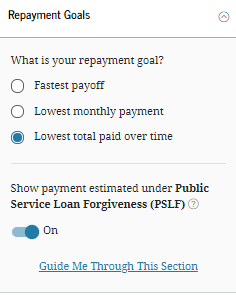 Repayment Goals
What is your repayment goal?
Fastest payoff
Lowest monthly payment
Lowest total paid over time
Show payment estimated under Public
Service Loan Forgiveness (PSLF) ?
On
Guide Me Through This Section